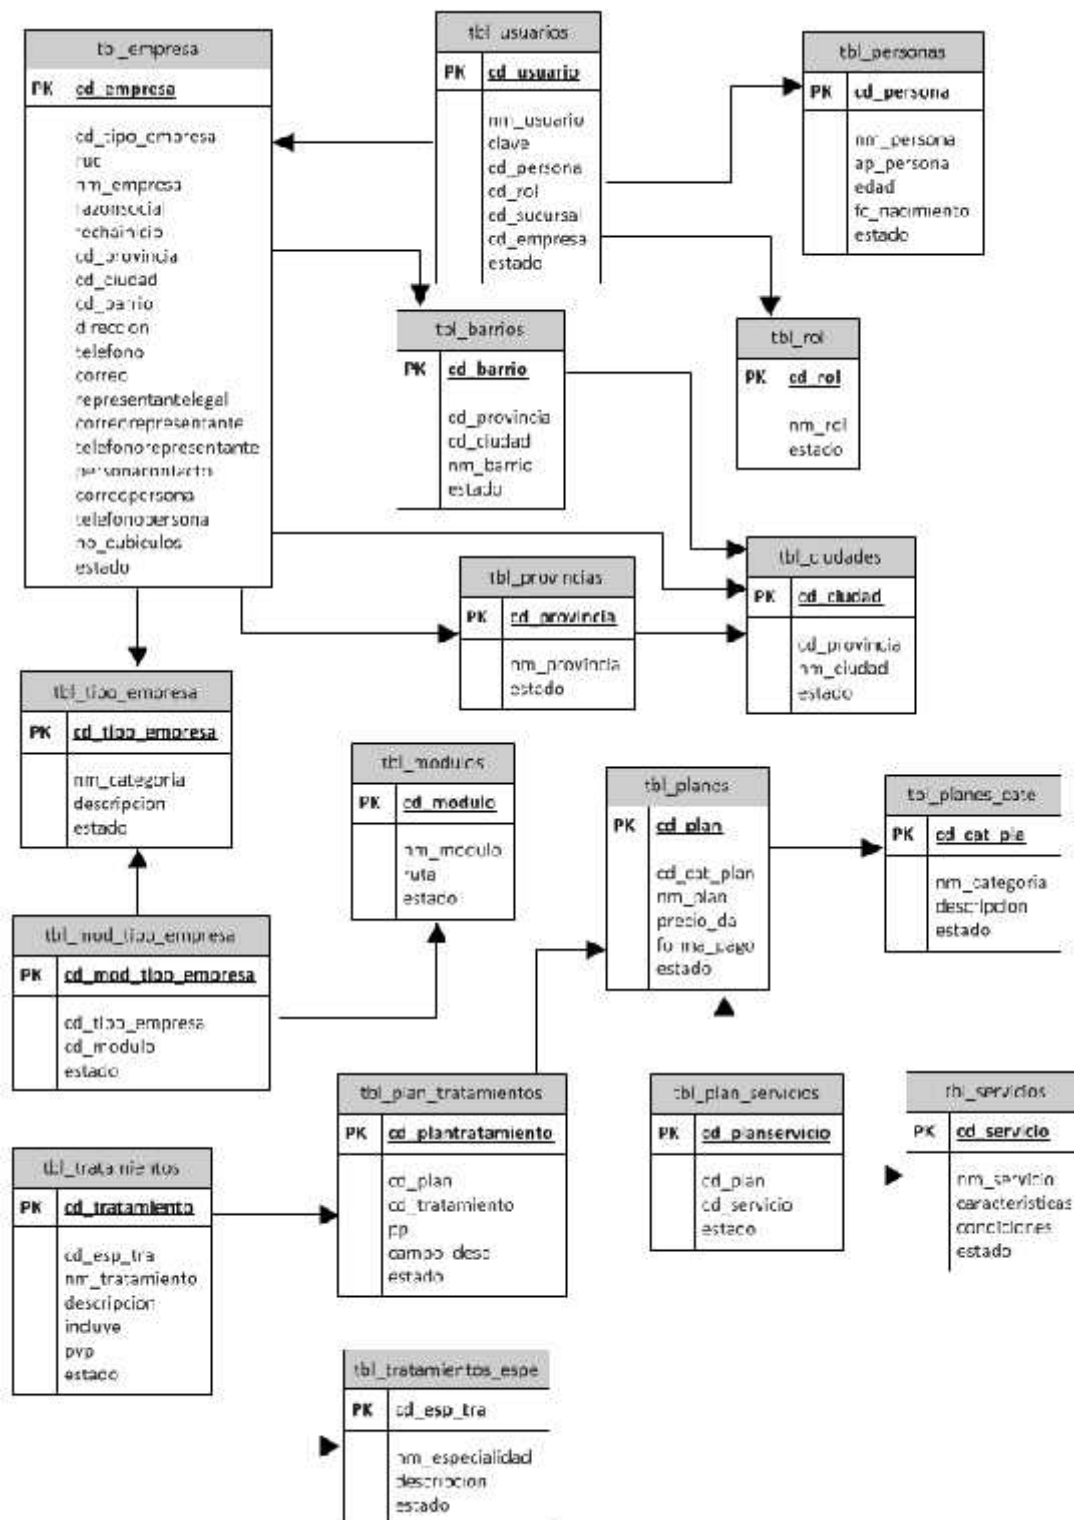 tbl_empresa
PK cd_empresa
cd_tipo_empresa
ruc
nm_empresa
razonsocial
fechainicio
cd_provincia
cd_ciudad
cd_barrio
direccion
telefono
correo
representantelegal
correorepresentante
telefonorepresentante
personacontacto
correopersona
telefonopersona
no_cubiculos
estado
tbl_usuarios
PK cd_usuario
nm_usuario
clave
cd_persona
cd_rol
cd_sucursal
cd_empresa
estado
tbl_personas
PK cd_persona
nm_persona
ap_persona
edad
fc_nacimiento
estado
tbl_barrios
PK cd_barrio
cd_provincia
cd_ciudad
nm_barrio
estado
tbl_rol
PK cd_rol
nm_rol
estado
tbl_provincias
PK cd_provincia
nm_provincia
estado
tbl_ciudades
PK cd_ciudad
cd_provincia
nm_ciudad
estado
tbl_tipo_empresa
PK cd_tipo_empresa
nm_categoria
descripcion
estado
tbl_modulos
PK cd_modulo
nm_modulo
ruta
estado
tbl_planes
PK cd_plan
cd_cat_plan
nm_plan
precio_da
forma_pago
estado
tbl_planes_cate
PK cd_cat_pla
nm_categoria
descripcion
estado
tbl_mod_tipo_empresa
PK cd_mod_tipo_empresa
cd_tipo_empresa
cd_modulo
estado
tbl_plan_tratamientos
PK cd_plantratamiento
cd_plan
cd_tratamiento
pp
campo_desc
estado
tbl_plan_servicios
PK cd_planservicio
cd_plan
cd_servicio
estado
tbl_servicios
PK cd_servicio
nm_servicio
caracteristicas
condiciones
estado
tbl_tratamientos
PK cd_tratamiento
cd_esp_tra
nm_tratamiento
descripcion
incluye
pvp
estado
tbl_tratamientos_espe
PK cd_esp_tra
nm_especialidad
descripcion
estado